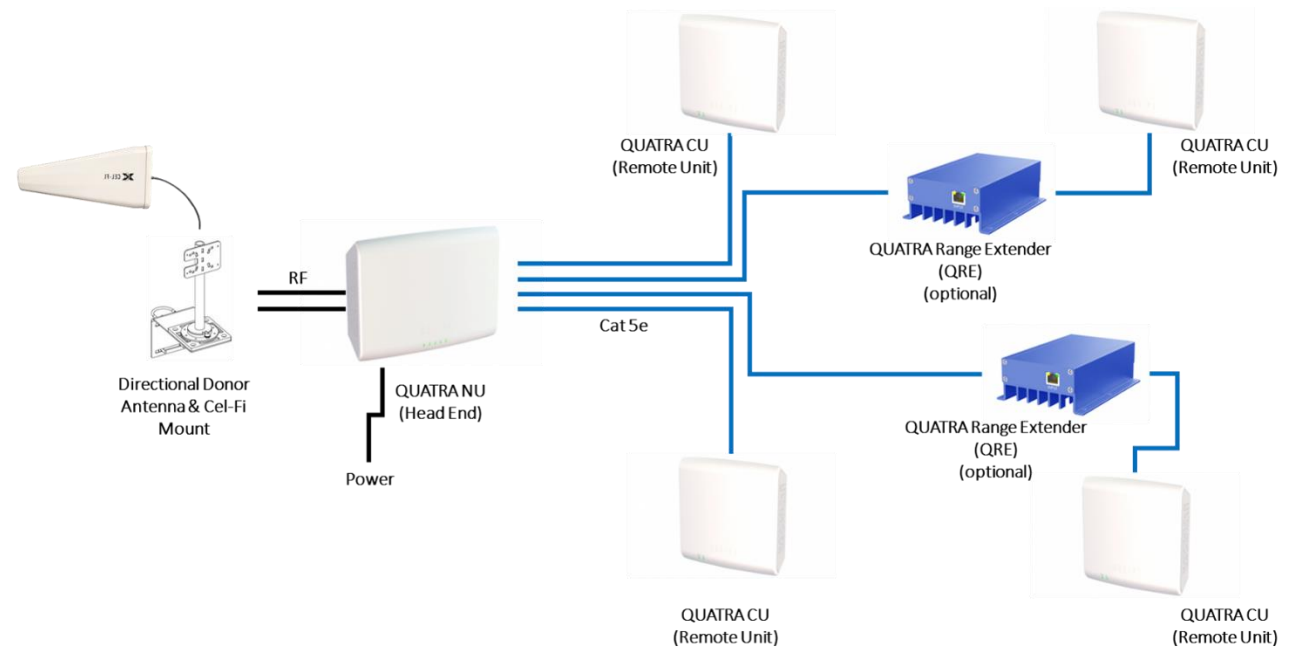 QUATRA CU
(Remote Unit)
QUATRA CU
(Remote Unit)
CEL-FI
RF
QUATRA Range Extender
(QRE)
(optional)
Cat 5e
Directional Donor
Antenna & Cel-Fi
Mount
QUATRA NU
(Head End)
Power
QUATRA Range Extender
(QRE)
(optional)
QUATRA CU
(Remote Unit)
QUATRA CU
(Remote Unit)